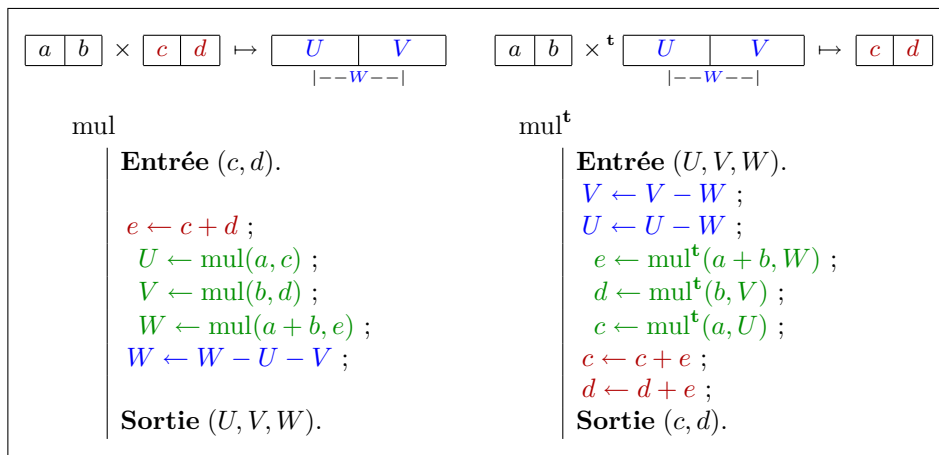 a b × c d ↦ U V
|−−W−−|
a b ×ᵗ U V ↦ c d
|−−W−−|
mul
Entrée (c, d).
e ← c + d ;
U ← mul(a, c) ;
V ← mul(b, d) ;
W ← mul(a + b, e) ;
W ← W − U − V ;
Sortie (U, V, W).
mulᵗ
Entrée (U, V, W).
V ← V − W ;
U ← U − W ;
e ← mulᵗ(a + b, W) ;
d ← mulᵗ(b, V) ;
c ← mulᵗ(a, U) ;
c ← c + e ;
d ← d + e ;
Sortie (c, d).